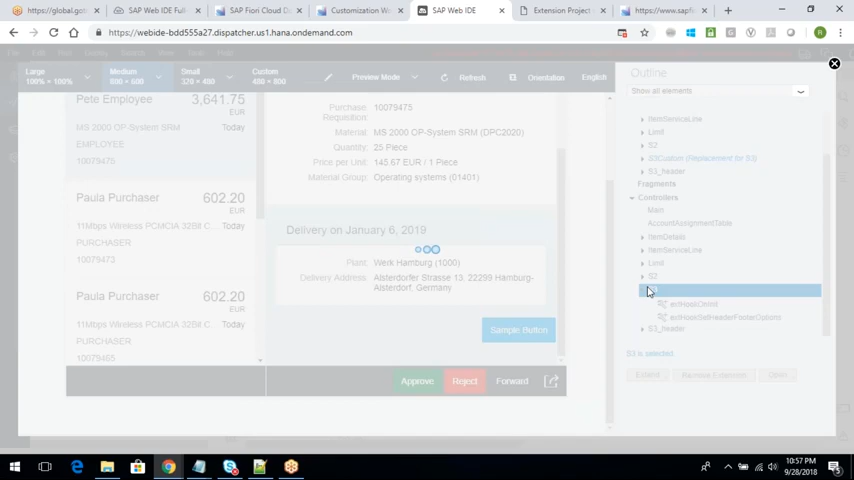 https://global.got
SAP Web IDE Full-
SAP Fiori Cloud D
Customization W
SAP Web IDE
Extension Project
https://www.sapfi
https://webide-bdd555a27.dispatcher.us1.hana.ondemand.com
Large
100% × 100%
Medium
600 × 600
Small
320 × 480
Custom
480 × 800
Preview Mode
Refresh
Orientation
English
Outline
Show all elements
Pete Employee 3,641.75
EUR
MS 2000 OP-System SRM Today
EMPLOYEE
10079475
Paula Purchaser 602.20
EUR
11Mbps Wireless PCMCIA 32Bit C... Today
PURCHASER
10079473
Paula Purchaser 602.20
EUR
11Mbps Wireless PCMCIA 32Bit C... Today
PURCHASER
10079465
Purchase Requisition: 10079475
Material: MS 2000 OP-System SRM (DPC2020)
Quantity: 25 Piece
Price per Unit: 145.67 EUR / 1 Piece
Material Group: Operating systems (01401)
Delivery on January 6, 2019
Plant: Werk Hamburg (1000)
Delivery Address: Alsterdorfer Strasse 13, 22299 Hamburg-
Alsterdorf, Germany
Sample Button
Approve
Reject
Forward
ItemServiceLine
Limit
S2
S3Custom (Replacement for S3)
S3_header
Fragments
Controllers
Main
AccountAssignmentTable
ItemDetails
ItemServiceLine
Limit
S2
extHookOnInit
extHookSetHeaderFooterOptions
S3_header
S3 is selected.
Extend
Remove Extension
Open
10:57 PM
9/28/2018